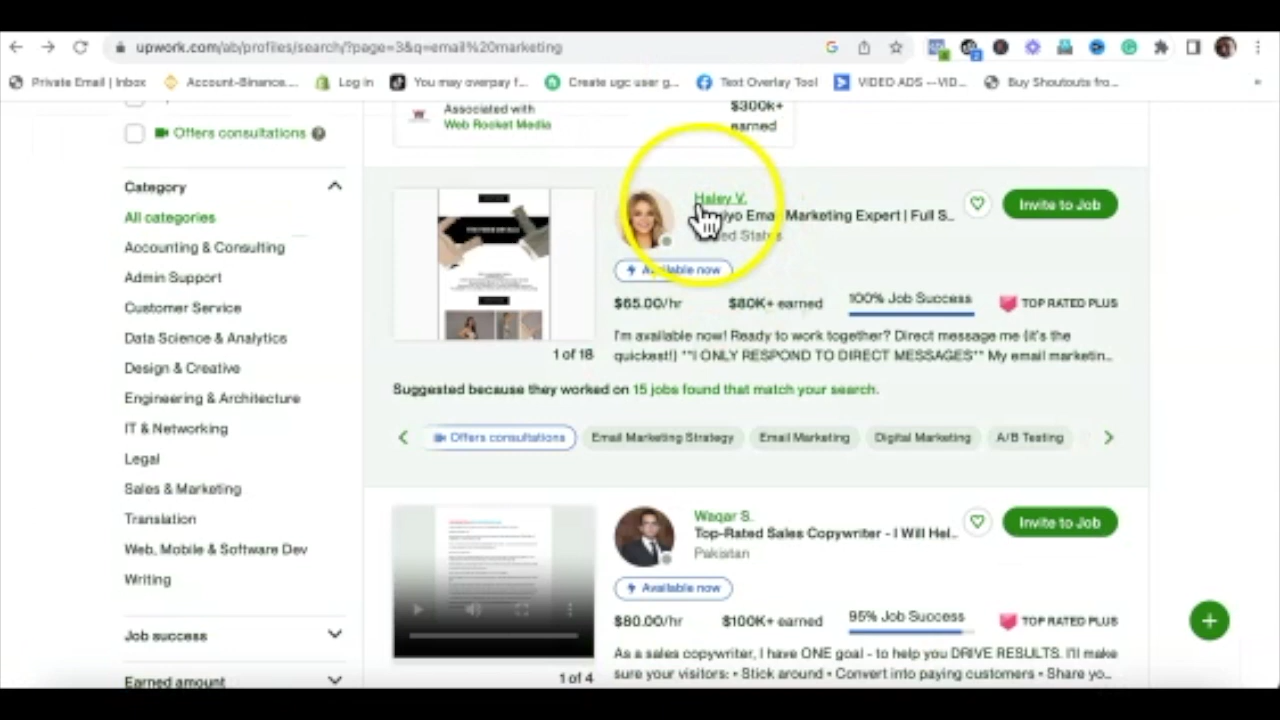 upwork.com/ab/profiles/search/?page=3&q=email%20marketing
Private Email | Inbox
Account-Binance....
Log in
You may overpay f...
Create ugc user g...
Text Overlay Tool
VIDEO ADS --VID...
Buy Shoutouts fro...
»
Offers consultations
Category
All categories
Accounting & Consulting
Admin Support
Customer Service
Data Science & Analytics
Design & Creative
Engineering & Architecture
IT & Networking
Legal
Sales & Marketing
Translation
Web, Mobile & Software Dev
Writing
Job success
Earned amount
Associated with
Web Rocket Media
$300k+
earned
Haley V.
Marketing Expert | Full S...
Available now
Invite to Job
$65.00/hr
$80K+ earned
100% Job Success
TOP RATED PLUS
I'm available now! Ready to work together? Direct message me (it's the
quickest!) **I ONLY RESPOND TO DIRECT MESSAGES** My email marketin...
1 of 18
Suggested because they worked on 15 jobs found that match your search.
Offers consultations
Email Marketing Strategy
Email Marketing
Digital Marketing
A/B Testing
Waqar S.
Top-Rated Sales Copywriter - I Will Hel...
Pakistan
Available now
Invite to Job
$80.00/hr
$100K+ earned
95% Job Success
TOP RATED PLUS
As a sales copywriter, I have ONE goal - to help you DRIVE RESULTS. I'll make
sure your visitors: • Stick around • Convert into paying customers • Share yo...
1 of 4